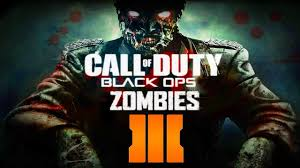 CALL OF DUTY
BLACK OPS
ZOMBIES
III